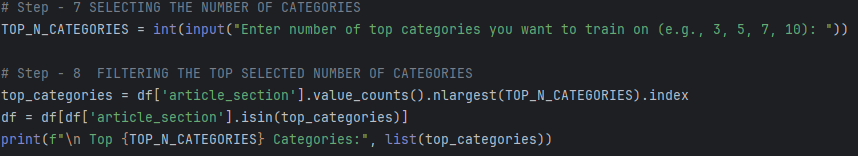 # Step - 7 SELECTING THE NUMBER OF CATEGORIES
TOP_N_CATEGORIES = int(input("Enter number of top categories you want to train on (e.g., 3, 5, 7, 10): "))
# Step - 8  FILTERING THE TOP SELECTED NUMBER OF CATEGORIES
top_categories = df['article_section'].value_counts().nlargest(TOP_N_CATEGORIES).index
df = df[df['article_section'].isin(top_categories)]
print(f"\n Top {TOP_N_CATEGORIES} Categories:", list(top_categories))